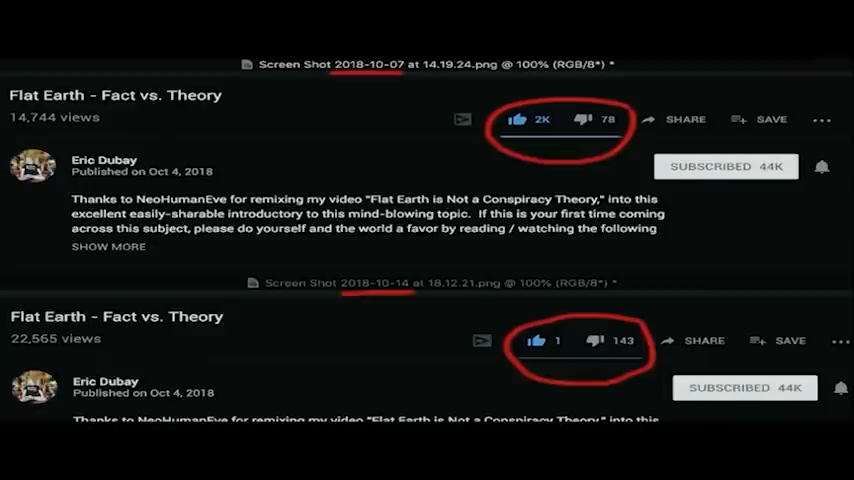 Screen Shot 2018-10-07 at 14.19.24.png @ 100% (RGB/8*) *
Flat Earth - Fact vs. Theory
14,744 views
2K 78 SHARE SAVE ...
Eric Dubay
Published on Oct 4, 2018
SUBSCRIBED 44K
Thanks to NeoHumanEve for remixing my video "Flat Earth is Not a Conspiracy Theory," into this
excellent easily-sharable introductory to this mind-blowing topic. If this is your first time coming
across this subject, please do yourself and the world a favor by reading / watching the following
SHOW MORE
Screen Shot 2018-10-14 at 18.12.21.png @ 100% (RGB/8*) *
Flat Earth - Fact vs. Theory
22,565 views
1 143 SHARE SAVE ...
Eric Dubay
Published on Oct 4, 2018
SUBSCRIBED 44K
Thanks to NeoHumanEve for remixing my video "Flat Earth is Not a Conspiracy Theory," into this